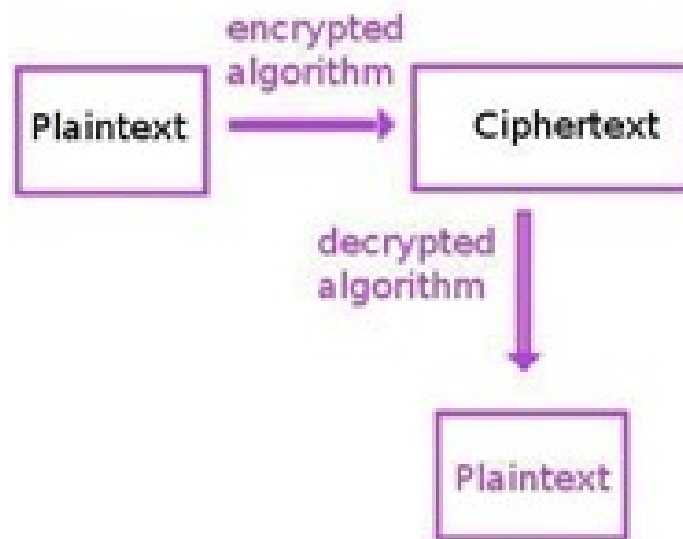 encrypted
algorithm
Plaintext
Ciphertext
decrypted
algorithm
Plaintext